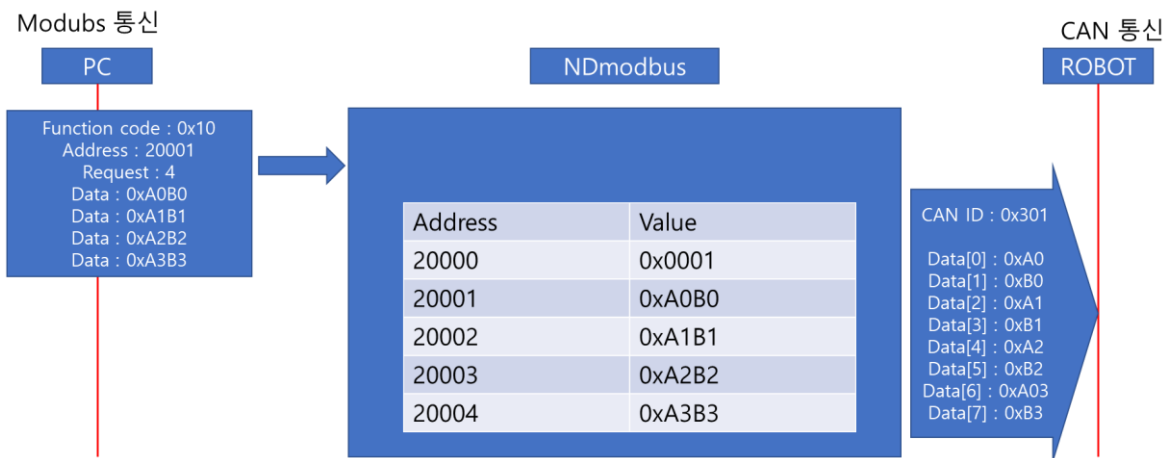 Modubs 통신
PC
Function code : 0x10
Address : 20001
Request : 4
Data : 0xA0B0
Data : 0xA1B1
Data : 0xA2B2
Data : 0xA3B3
NDmodbus
Address Value
20000 0x0001
20001 0xA0B0
20002 0xA1B1
20003 0xA2B2
20004 0xA3B3
CAN 통신
ROBOT
CAN ID : 0x301
Data[0] : 0xA0
Data[1] : 0xB0
Data[2] : 0xA1
Data[3] : 0xB1
Data[4] : 0xA2
Data[5] : 0xB2
Data[6] : 0xA03
Data[7] : 0xB3